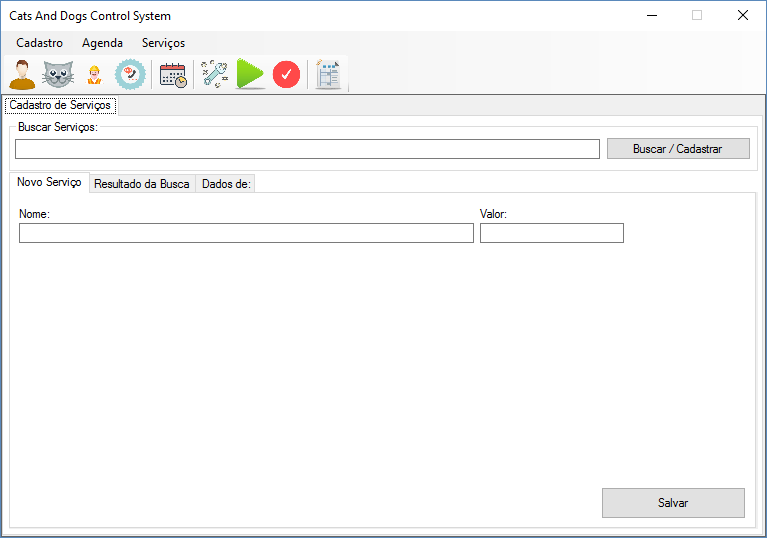 Cats And Dogs Control System
Cadastro Agenda Serviços
Cadastro de Serviços
Buscar Serviços:
Buscar / Cadastrar
Novo Serviço Resultado da Busca Dados de:
Nome: Valor:
Salvar